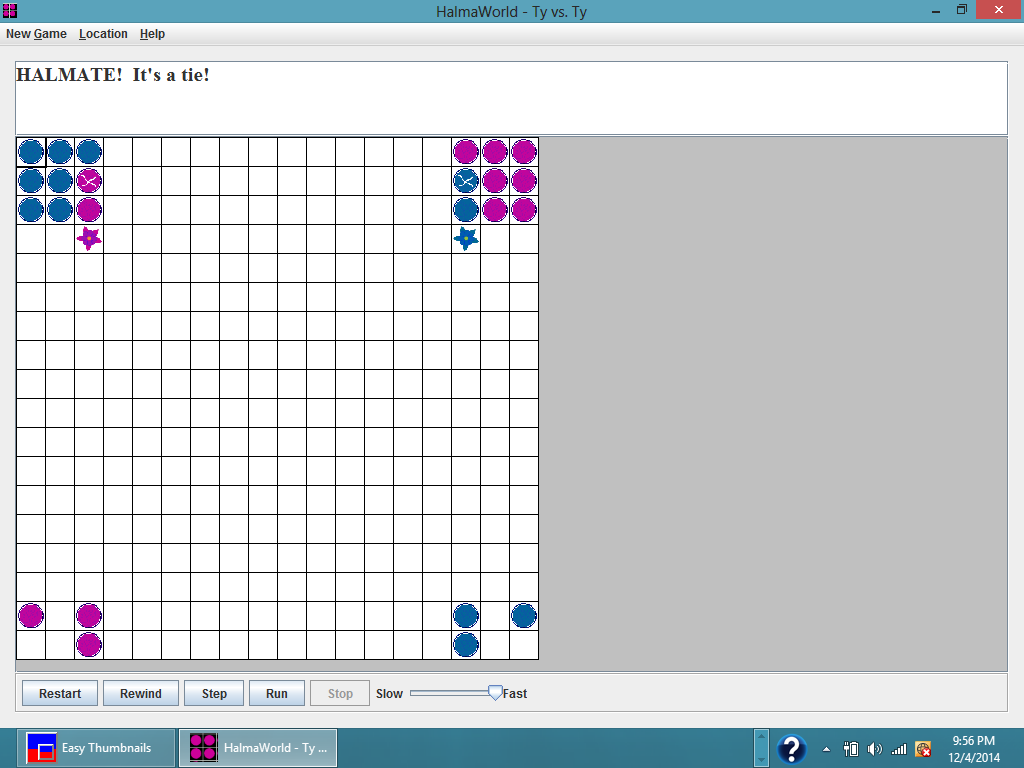 HalmaWorld - Ty vs. Ty
New Game Location Help
HALMATE! It's a tie!
Restart Rewind Step Run Stop Slow Fast
Easy Thumbnails HalmaWorld - Ty ... 9:56 PM
12/4/2014